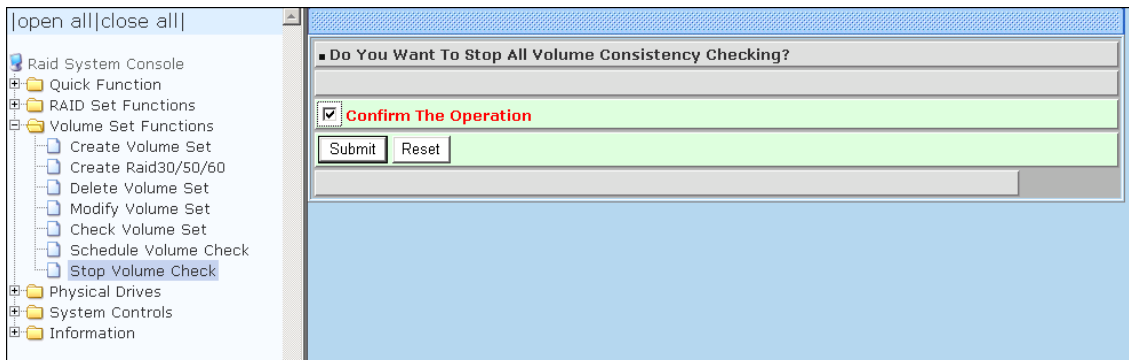 |open all|close all|
Raid System Console
Quick Function
RAID Set Functions
Volume Set Functions
Create Volume Set
Create Raid30/50/60
Delete Volume Set
Modify Volume Set
Check Volume Set
Schedule Volume Check
Stop Volume Check
Physical Drives
System Controls
Information
Do You Want To Stop All Volume Consistency Checking?
Confirm The Operation
Submit Reset